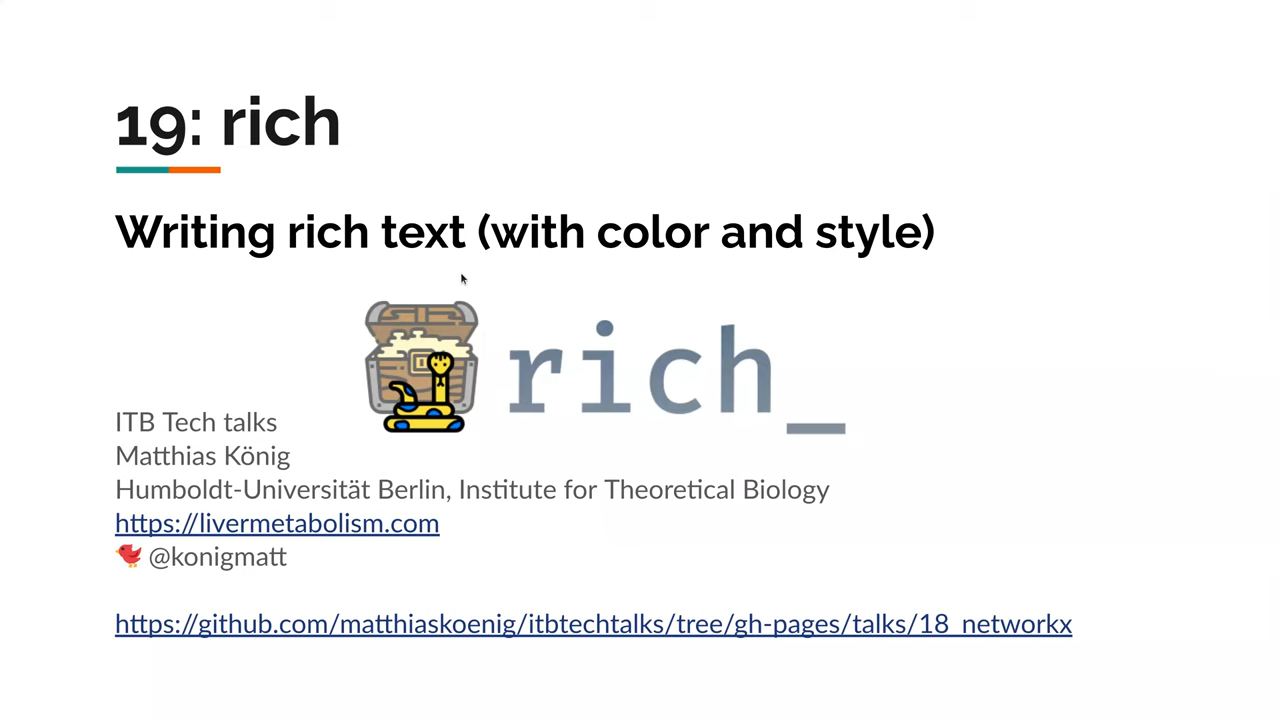 19: rich
Writing rich text (with color and style)
rich_
ITB Tech talks
Matthias König
Humboldt-Universität Berlin, Institute for Theoretical Biology
https://livermetabolism.com
@konigmatt
https://github.com/matthiaskoenig/itbtechtalks/tree/gh-pages/talks/18_networkx